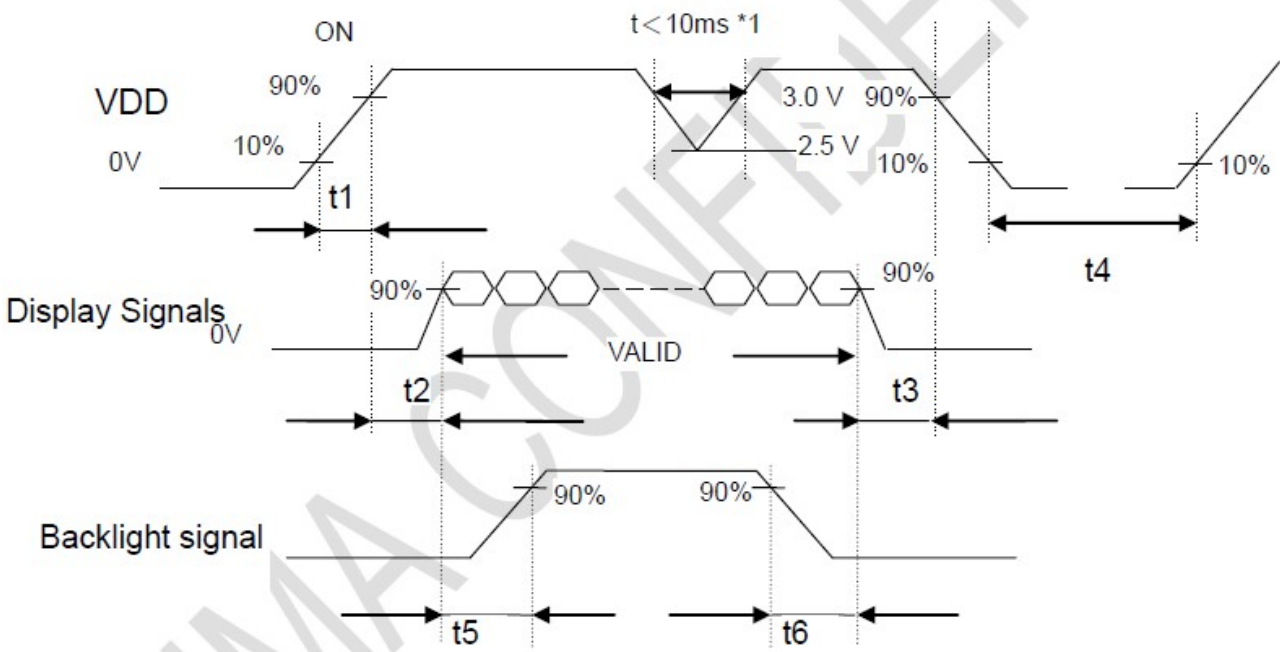 ON
t<10ms *1
VDD
90%
10%
0V
3.0 V
2.5 V
90%
10%
10%
t1
t4
Display Signals
0V
90%
90%
VALID
t2
t3
Backlight signal
90%
90%
t5
t6